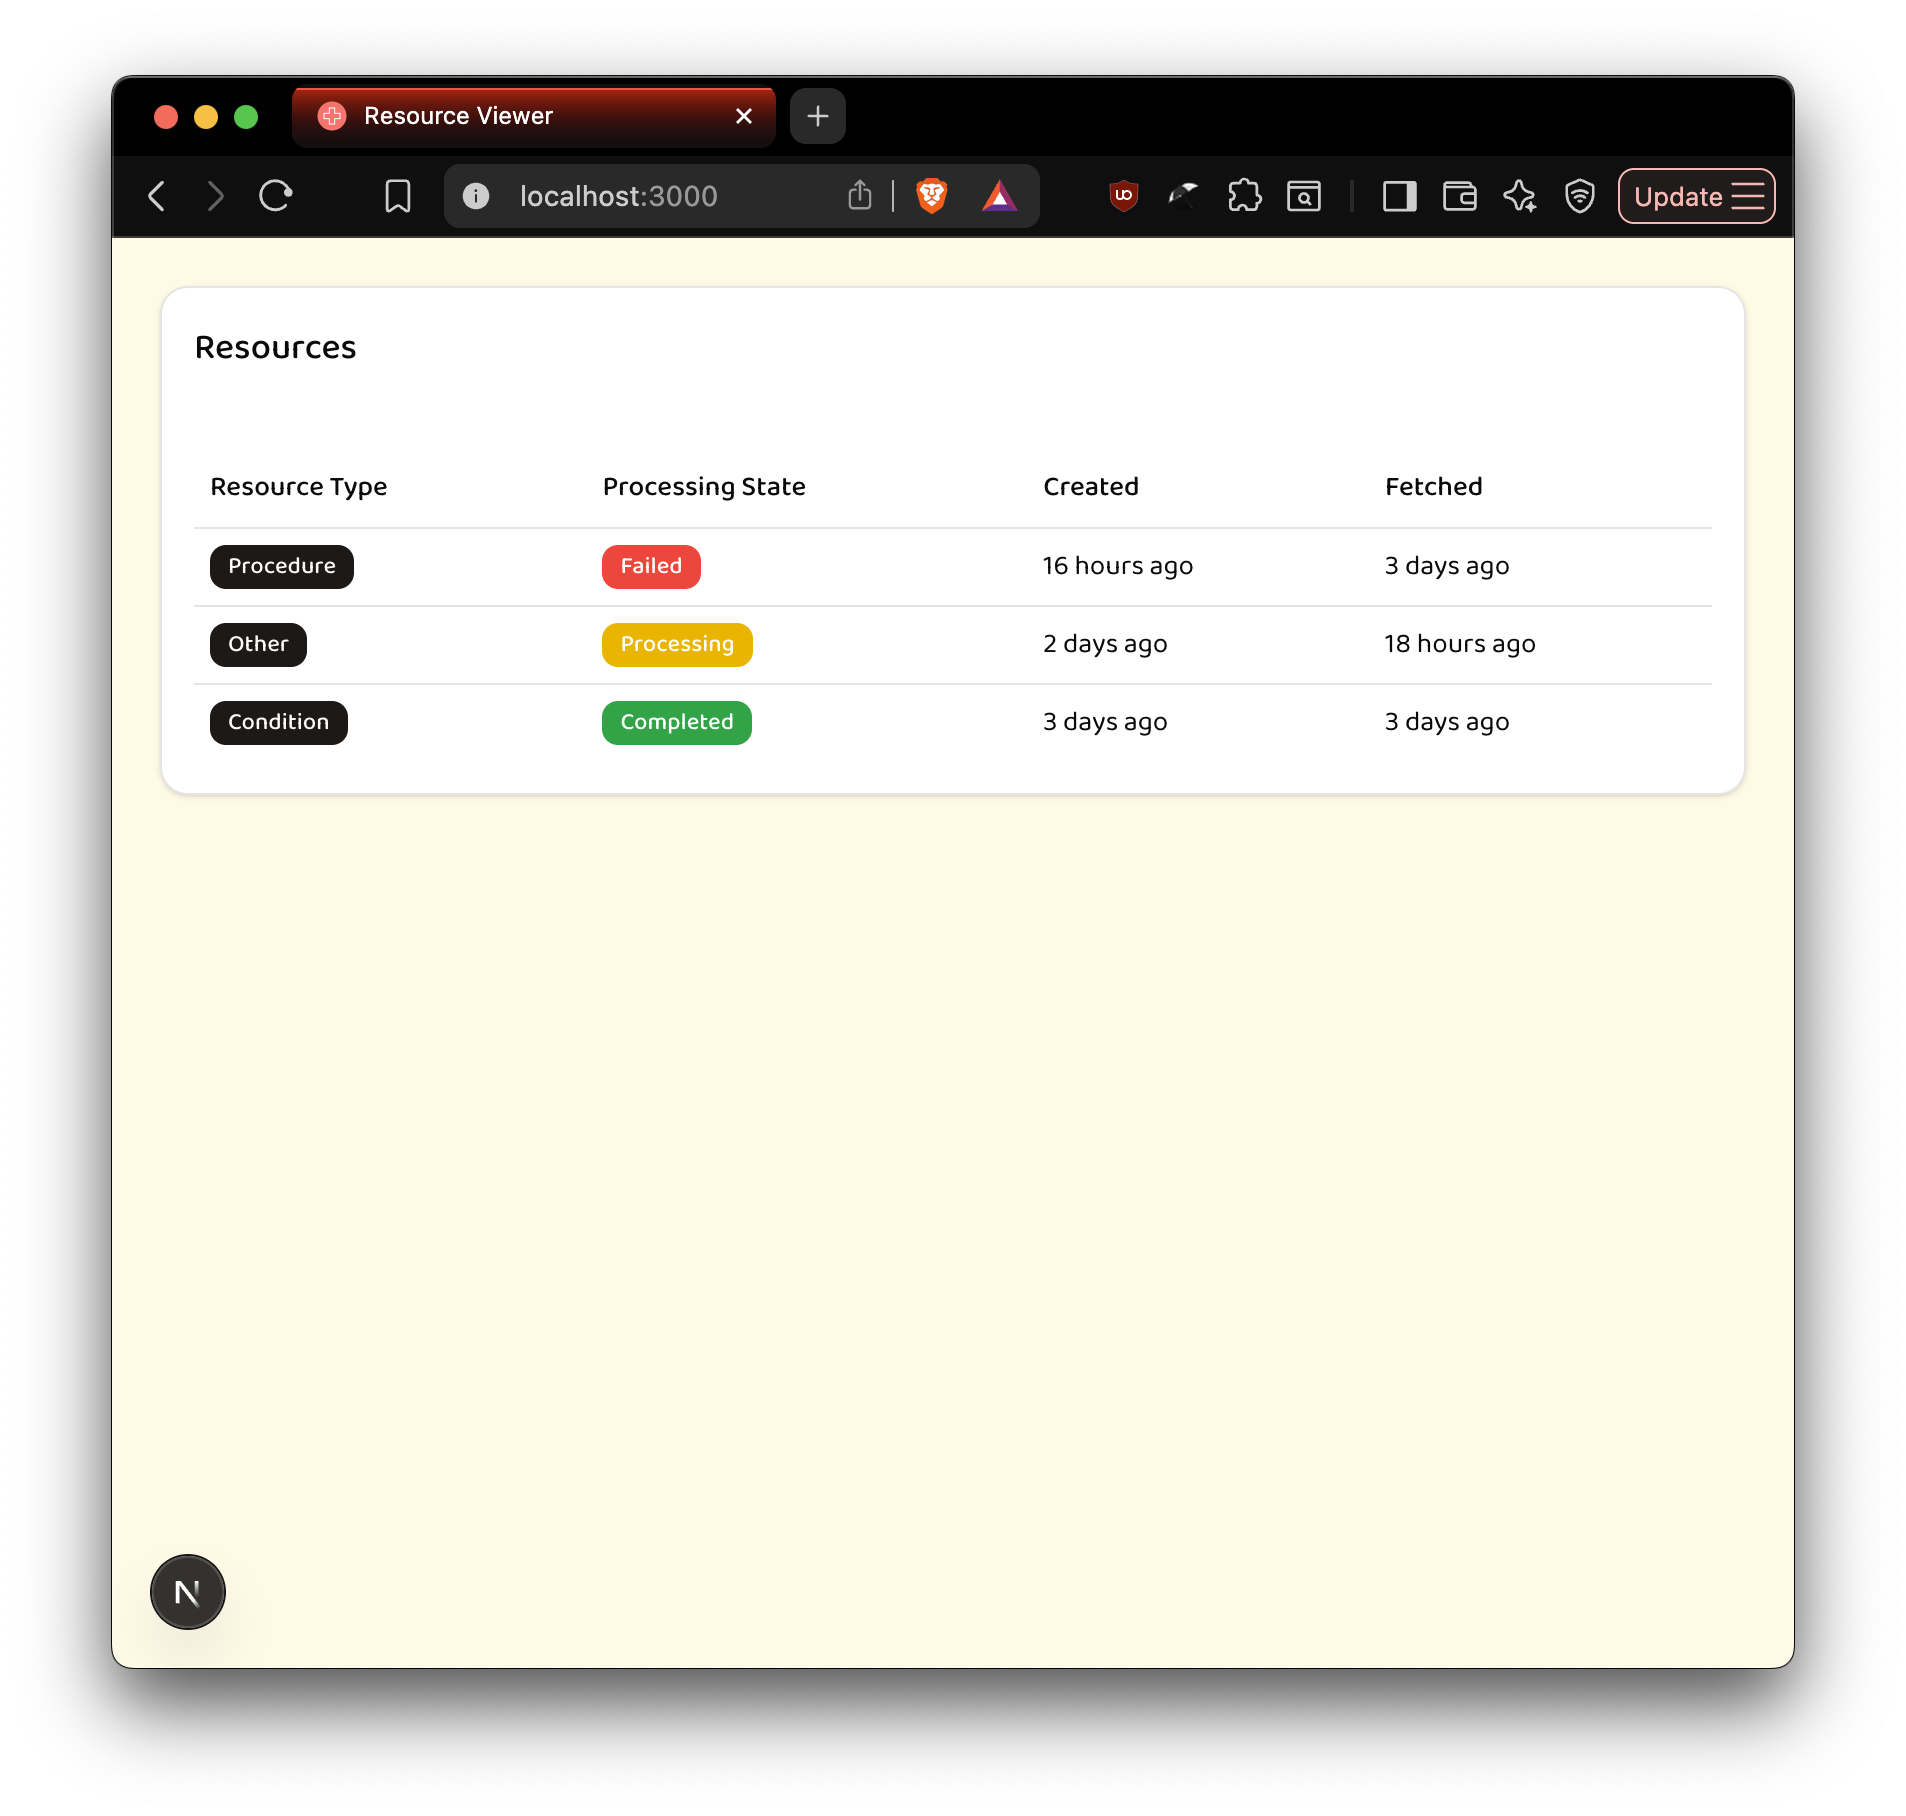 Resource Viewer
localhost:3000
Update
Resources
Resource Type Processing State Created Fetched
Procedure Failed 16 hours ago 3 days ago
Other Processing 2 days ago 18 hours ago
Condition Completed 3 days ago 3 days ago
N